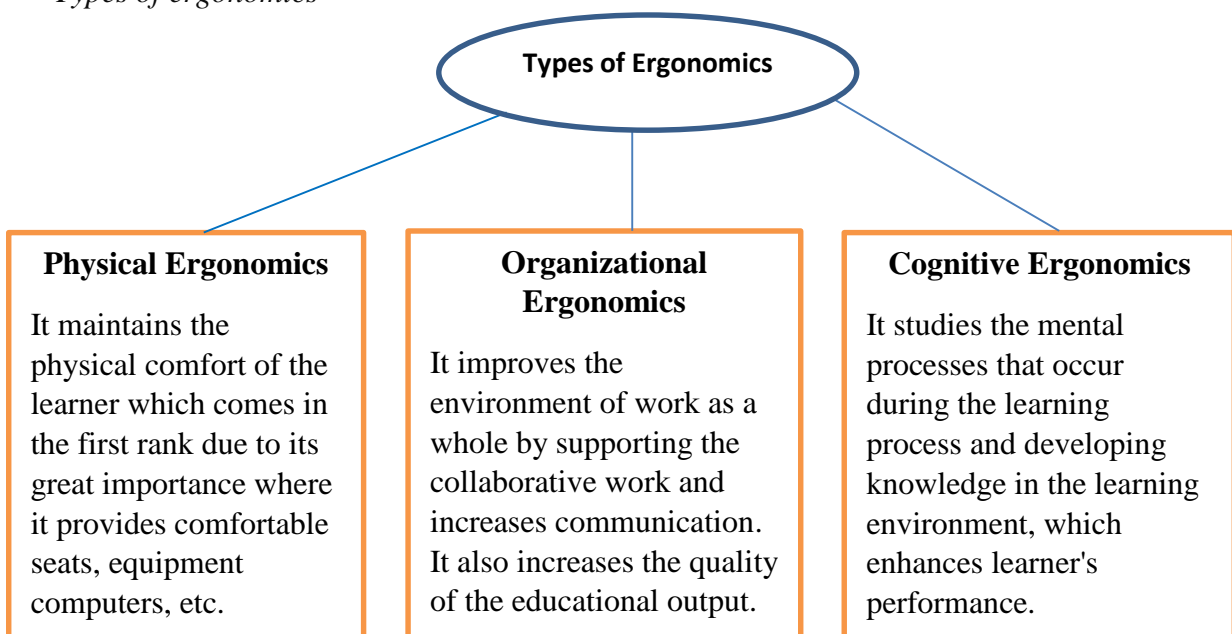 Types of ergonomics
Types of Ergonomics
Physical Ergonomics
It maintains the
physical comfort of the
learner which comes in
the first rank due to its
great importance where
it provides comfortable
seats, equipment
computers, etc.
Organizational
Ergonomics
It improves the
environment of work as a
whole by supporting the
collaborative work and
increases communication.
It also increases the quality
of the educational output.
Cognitive Ergonomics
It studies the mental
processes that occur
during the learning
process and developing
knowledge in the learning
environment, which
enhances learner's
performance.